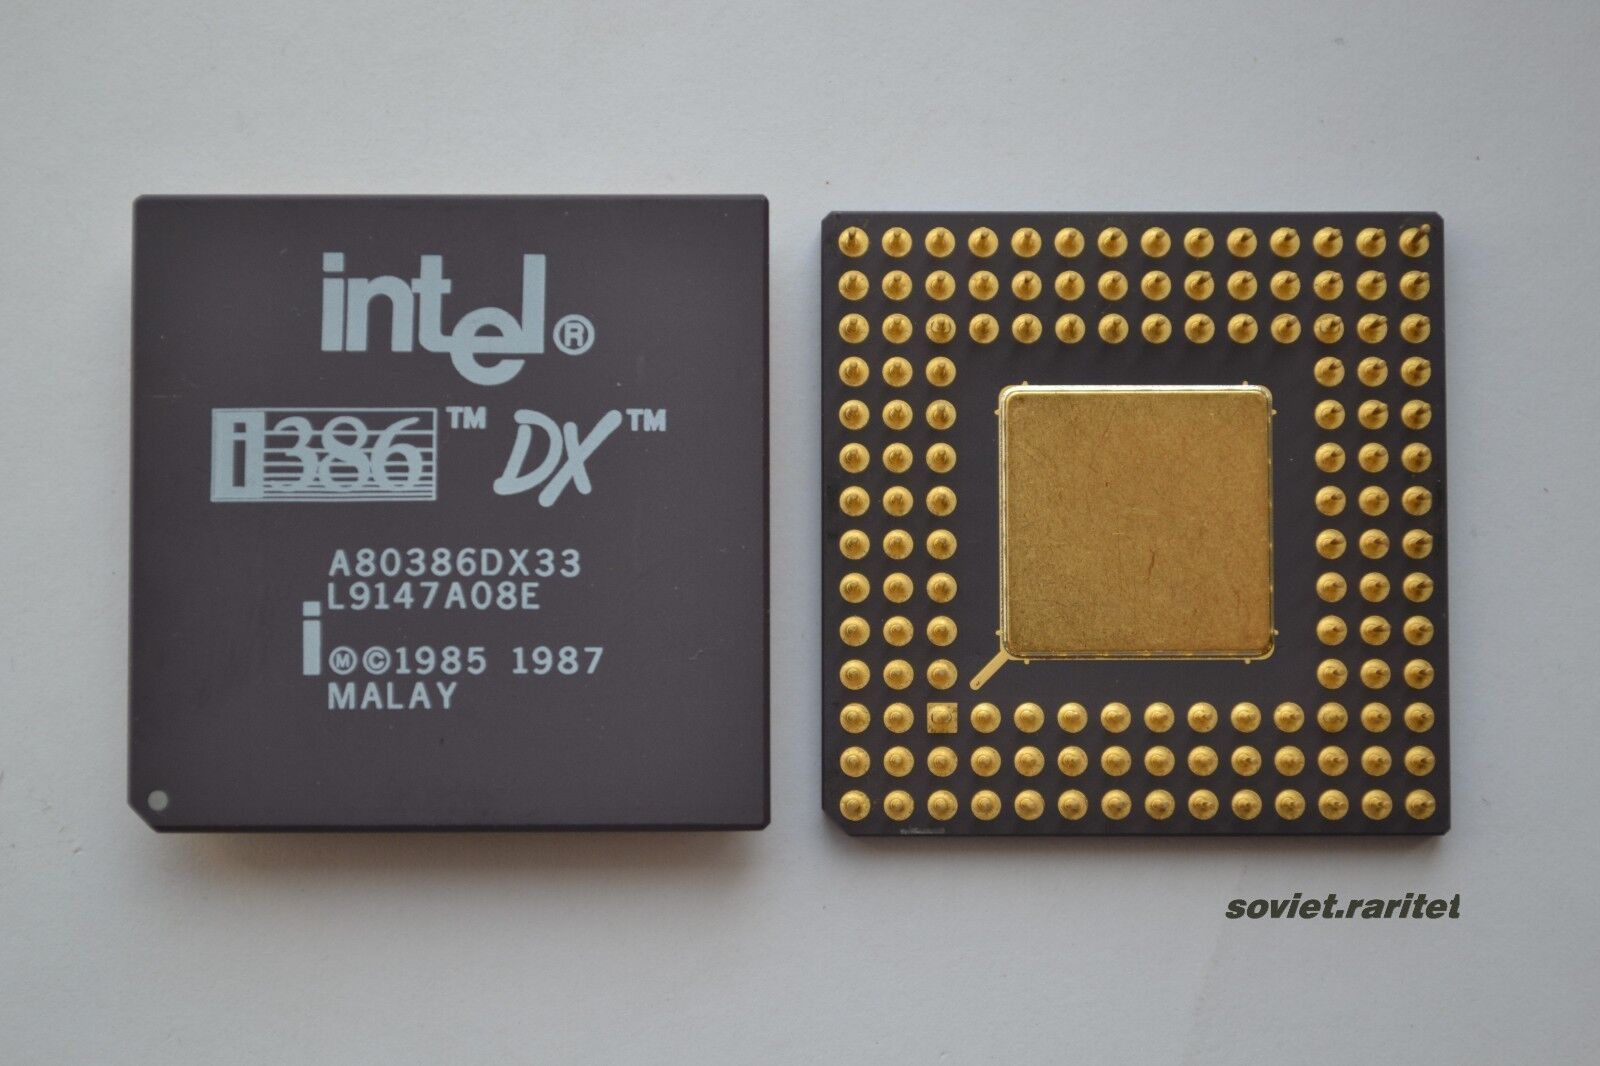 intel®
i386™ DX™
A80386DX33
L9147A08E
i Ⓜ©1985 1987
MALAY
soviet.raritet